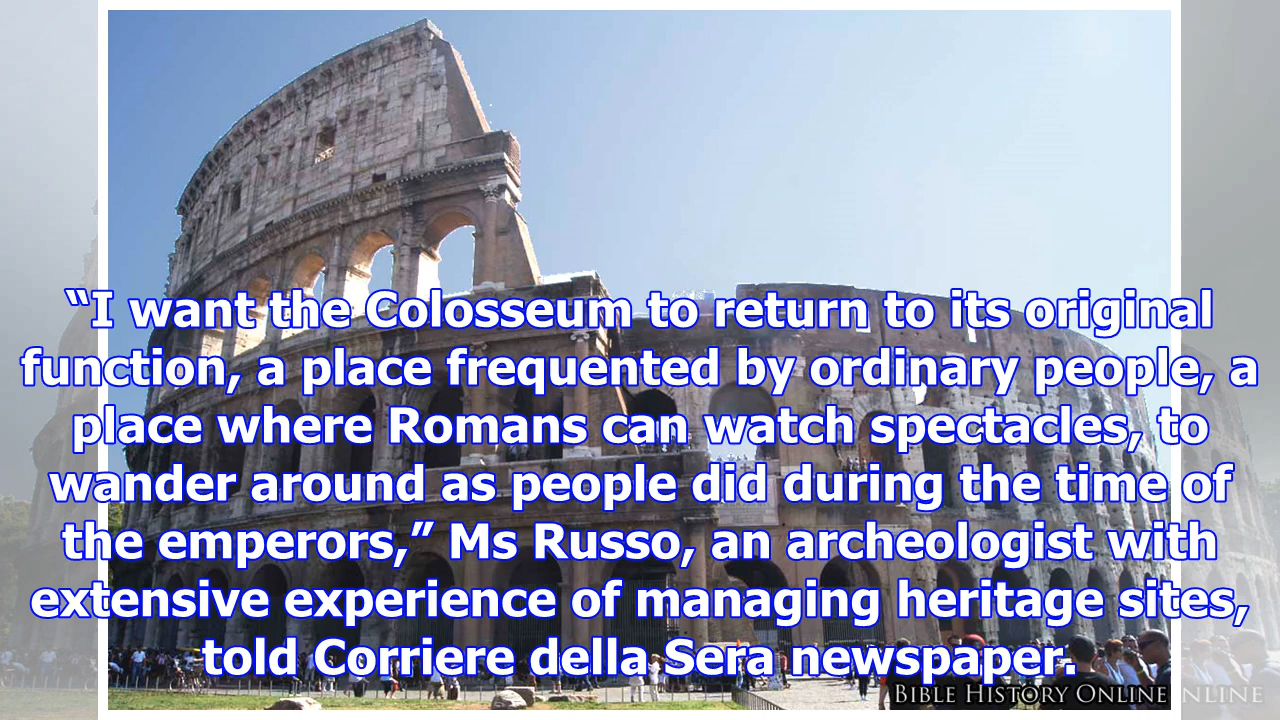 “I want the Colosseum to return to its original
function, a place frequented by ordinary people, a
place where Romans can watch spectacles, to
wander around as people did during the time of
the emperors,” Ms Russo, an archeologist with
extensive experience of managing heritage sites,
told Corriere della Sera newspaper.
BIBLE HISTORY ONLINE NLINE